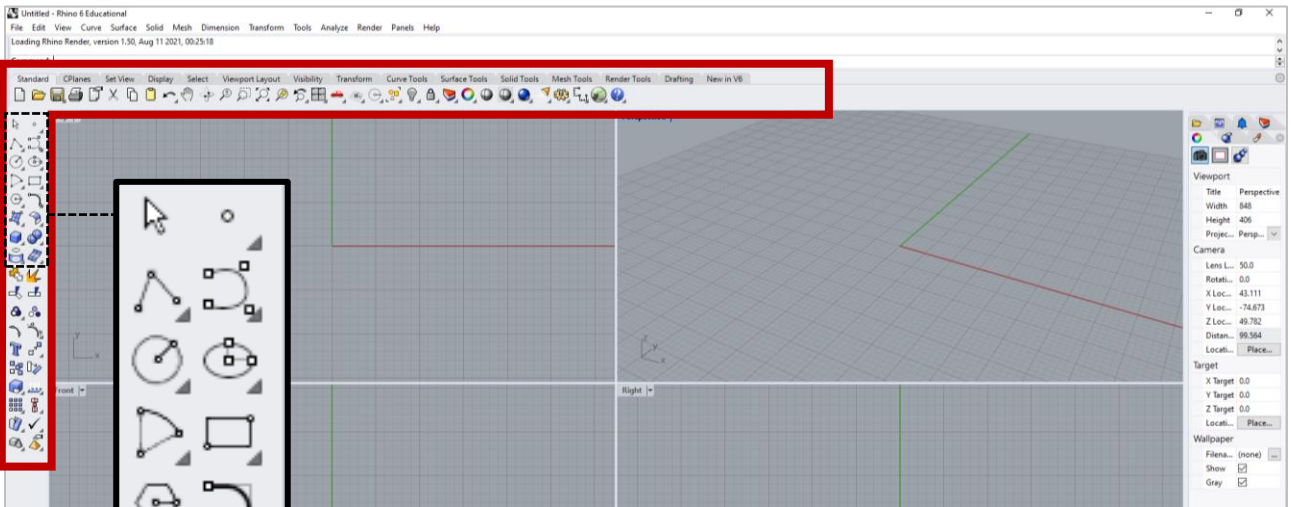 Untitled - Rhino 6 Educational
File Edit View Curve Surface Solid Mesh Dimension Transform Tools Analyze Render Panels Help
Loading Rhino Render, version 1.50, Aug 11 2021, 00:25:18
Standard CPlanes Set View Display Select Viewport Layout Visibility Transform Curve Tools Surface Tools Solid Tools Mesh Tools Render Tools Drafting New in V6
Viewport
Title Perspective
Width 848
Height 406
Projec... Persp...
Camera
Lens L... 50.0
Rotati... 0.0
X Loc... 43.111
Y Loc... -74.673
Z Loc... 49.782
Distan... 99.564
Locati... Place...
Target
X Target 0.0
Y Target 0.0
Z Target 0.0
Locati... Place...
Wallpaper
Filena... (none) ...
Show
Gray
z
y
x
y
x
Front
Right